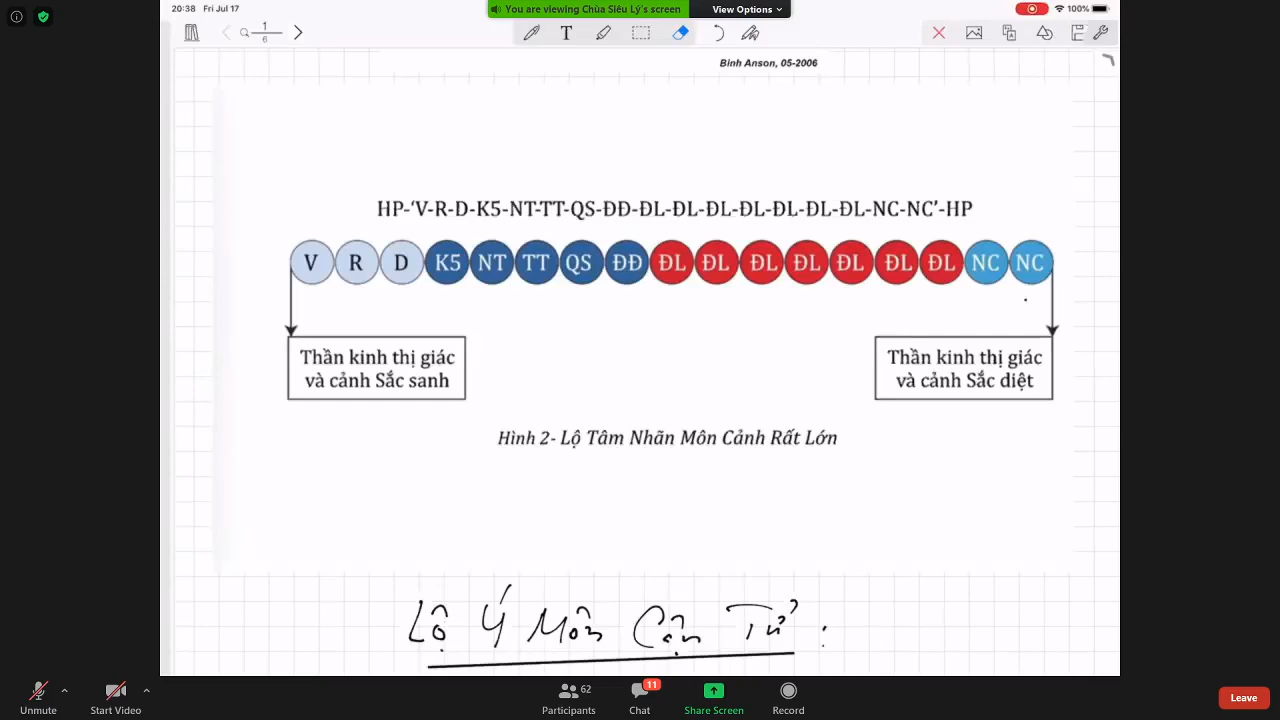 20:38 Fri Jul 17
You are viewing Chùa Siêu Lý's screen
View Options
100%
1
6
T
Binh Anson, 05-2006
HP-‘V-R-D-K5-NT-TT-QS-ĐĐ-ĐL-ĐL-ĐL-ĐL-ĐL-ĐL-ĐL-NC-NC’-HP
V R D K5 NT TT QS ĐĐ ĐL ĐL ĐL ĐL ĐL ĐL ĐL NC NC
Thần kinh thị giác
và cảnh Sắc sanh
Thần kinh thị giác
và cảnh Sắc diệt
Hình 2- Lộ Tâm Nhãn Môn Cảnh Rất Lớn
Lộ Ý Môn Cận Tử :
Unmute
Start Video
62
Participants
11
Chat
Share Screen
Record
Leave